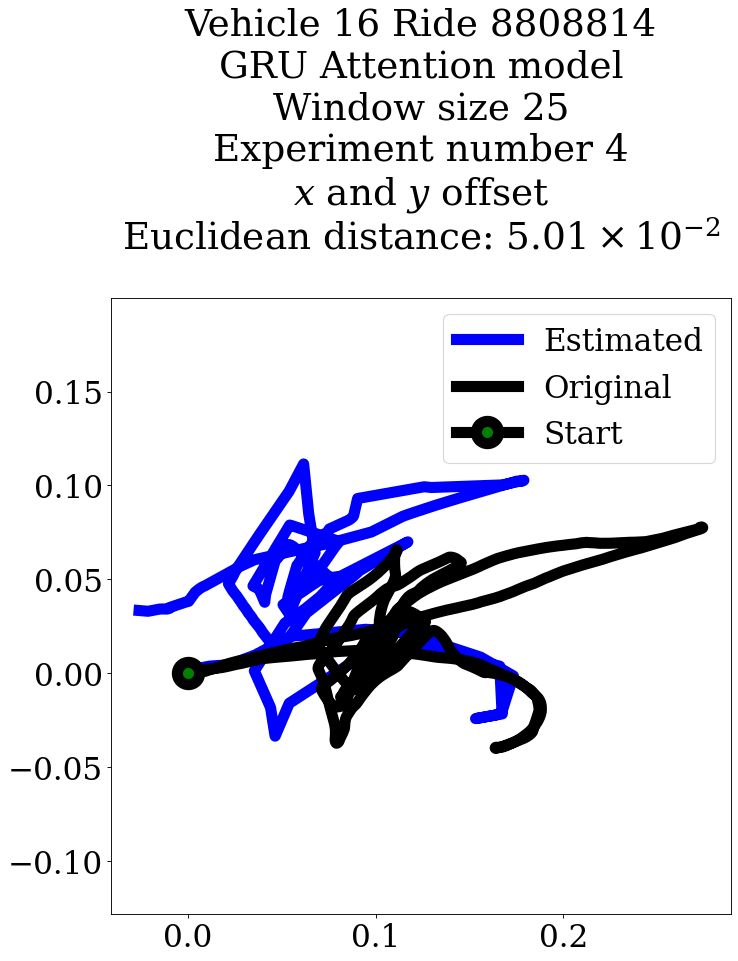 Vehicle 16 Ride 8808814
GRU Attention model
Window size 25
Experiment number 4
x and y offset
Euclidean distance: 5.01 × 10⁻²
Estimated
Original
Start
0.15
0.10
0.05
0.00
−0.05
−0.10
0.0 0.1 0.2